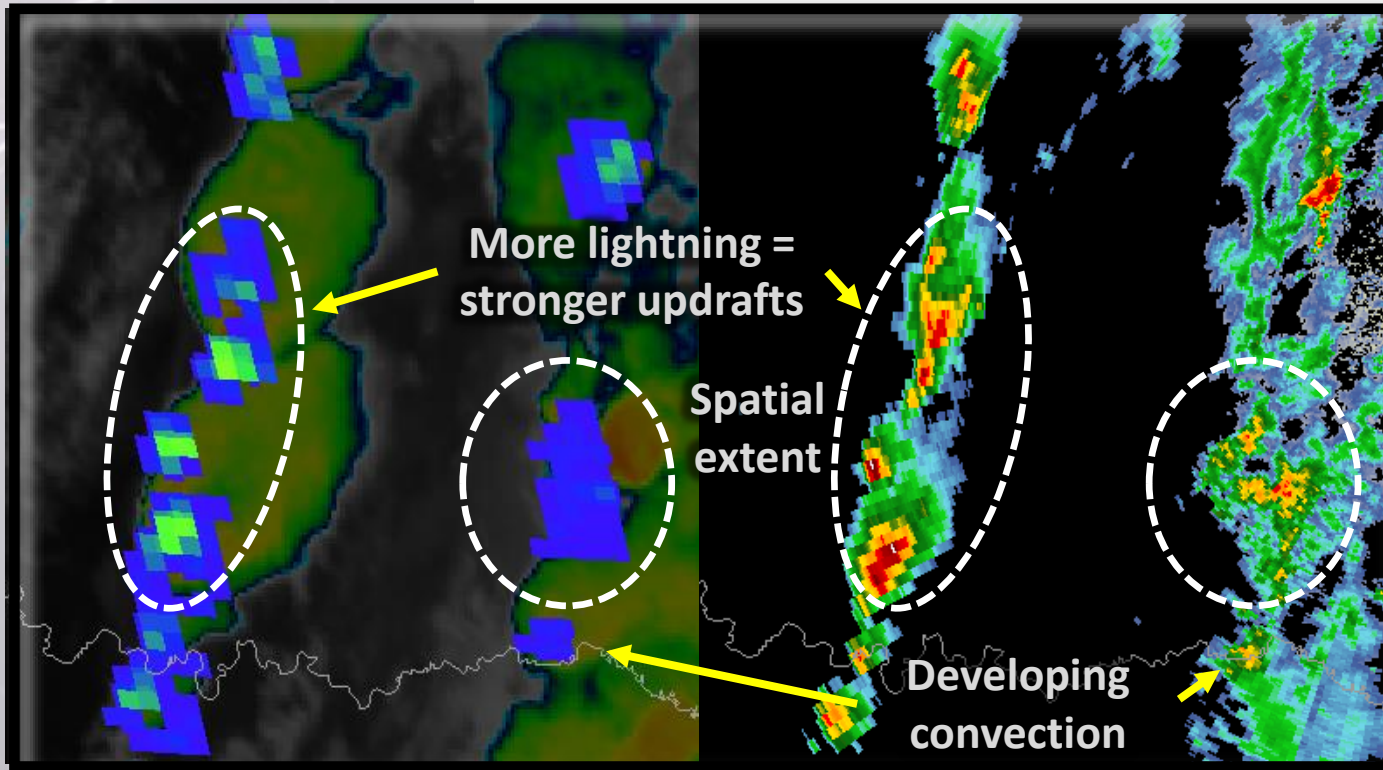 More lightning =
stronger updrafts
Spatial
extent
Developing
convection